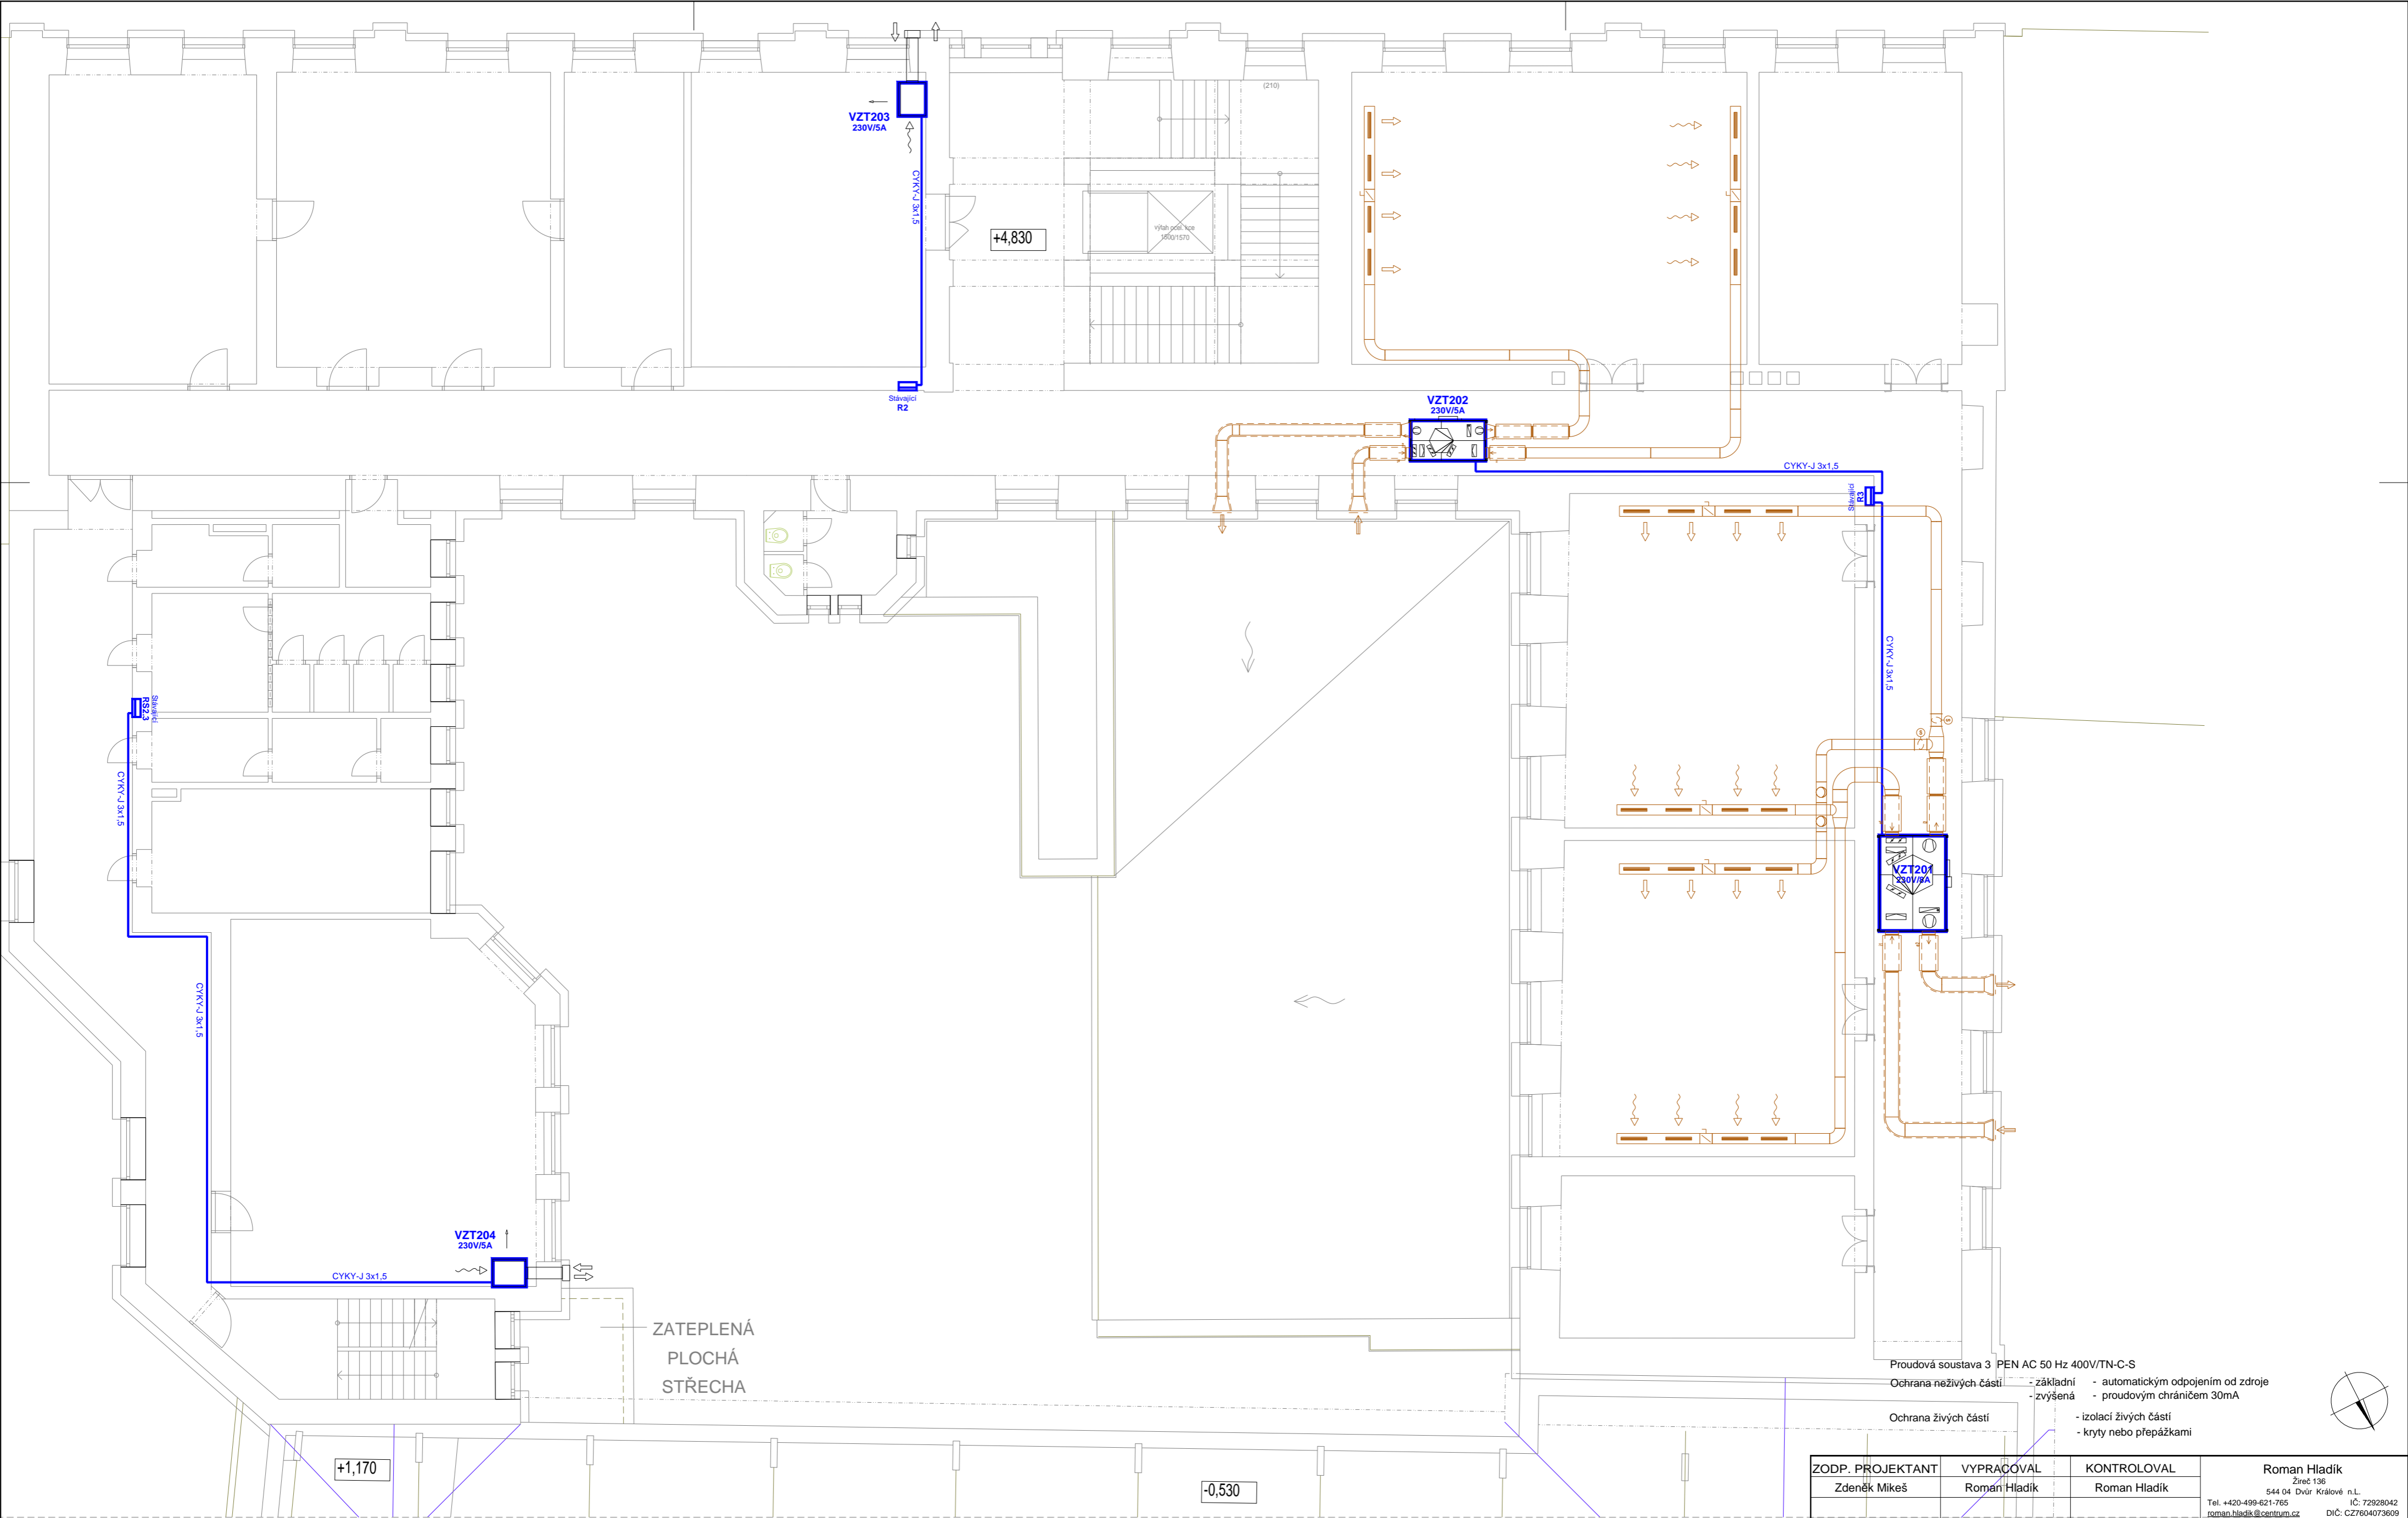 (210)
VZT203
230V/5A
CYKY-J 3x1,5
+4,830
výtah ocel. kce
1500/1570
Stávající
R2
VZT202
230V/5A
CYKY-J 3x1,5
Stávající
R3
CYKY-J 3x1,5
Stávající
RS2.3
CYKY-J 3x1,5
VZT201
230V/5A
CYKY-J 3x1,5
VZT204
230V/5A
CYKY-J 3x1,5
ZATEPLENÁ
PLOCHÁ
STŘECHA
+1,170
-0,530
Proudová soustava 3 PEN AC 50 Hz 400V/TN-C-S
Ochrana neživých částí - základní - automatickým odpojením od zdroje
- zvýšená - proudovým chráničem 30mA
Ochrana živých částí - izolací živých částí
- kryty nebo přepážkami
ZODP. PROJEKTANT VYPRACOVAL KONTROLOVAL
Zdeněk Mikeš Roman Hladík Roman Hladík
Roman Hladík
Žireč 136
544 04 Dvůr Králové n.L.
Tel. +420-499-621-765 IČ: 72928042
roman.hladik@centrum.cz DIČ: CZ7604073609